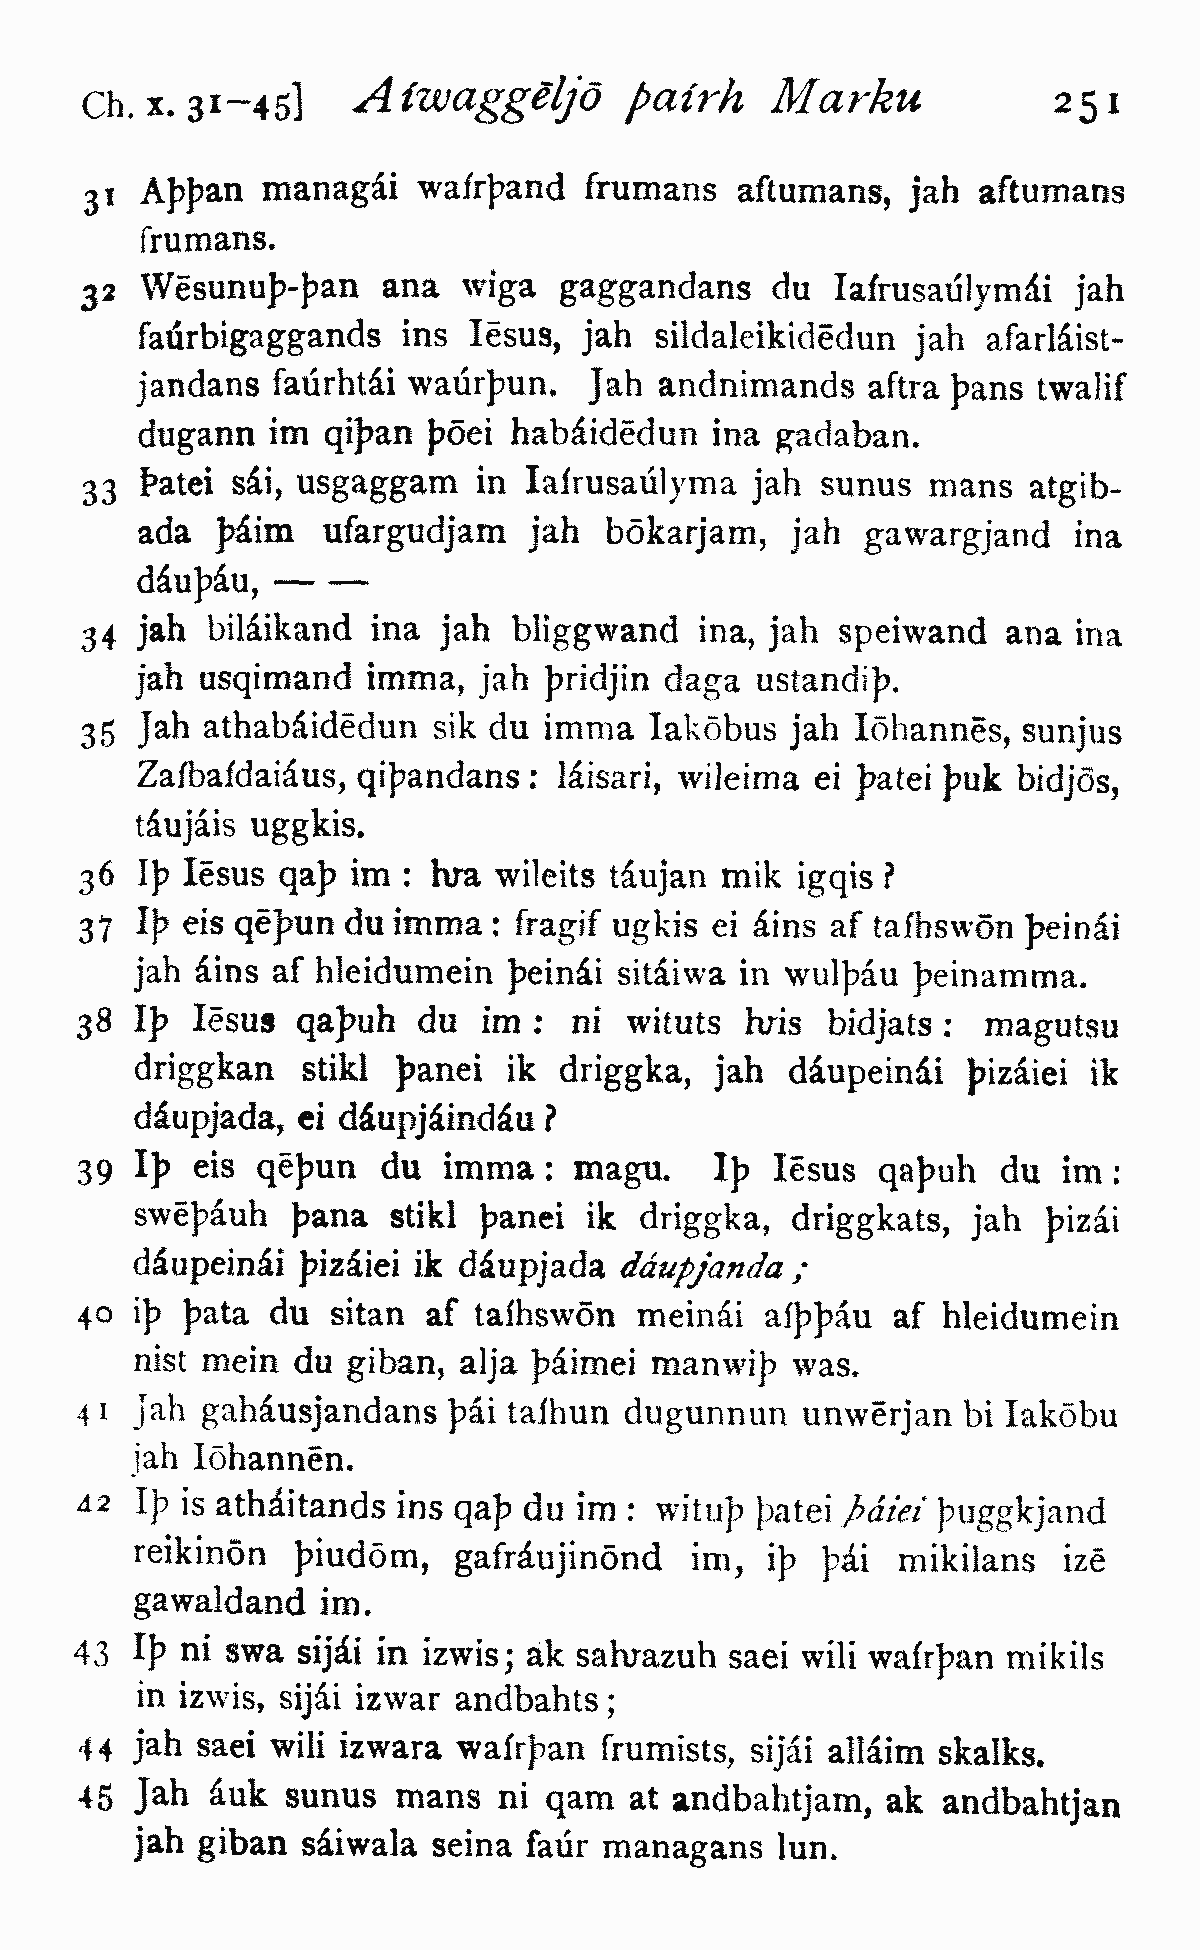 Ch. x. 31–45] Aíwaggēljō þaírh Marku 251
31 Aþþan managái waírþand frumans aftumans, jah aftumans
frumans.
32 Wēsunuþ-þan ana wiga gaggandans du Iaírusaúlymái jah
faúrbigaggands ins Iēsus, jah sildaleikidēdun jah afarláist-
jandans faúrhtái waúrþun. Jah andnimands aftra þans twalif
dugann im qiþan þōei habáidēdun ina gadaban.
33 Þatei sái, usgaggam in Iaírusaúlyma jah sunus mans atgib-
ada þáim ufargudjam jah bōkarjam, jah gawargjand ina
dáuþáu, — —
34 jah biláikand ina jah bliggwand ina, jah speiwand ana ina
jah usqimand imma, jah þridjin daga ustandiþ.
35 Jah athabáidēdun sik du imma Iakōbus jah Iōhannēs, sunjus
Zaíbaídaiáus, qiþandans : láisari, wileima ei þatei þuk bidjōs,
táujáis uggkis.
36 Iþ Iēsus qaþ im : ƕa wileits táujan mik igqis ?
37 Iþ eis qēþun du imma : fragif ugkis ei áins af taíhswōn þeinái
jah áins af hleidumein þeinái sitáiwa in wulþáu þeinamma.
38 Iþ Iēsus qaþuh du im : ni wituts ƕis bidjats : magutsu
driggkan stikl þanei ik driggka, jah dáupeinái þizáiei ik
dáupjada, ei dáupjáindáu ?
39 Iþ eis qēþun du imma : magu. Iþ Iēsus qaþuh du im :
swēþáuh þana stikl þanei ik driggka, driggkats, jah þizái
dáupeinái þizáiei ik dáupjada dáupjanda ;
40 iþ þata du sitan af taíhswōn meinái aíþþáu af hleidumein
nist mein du giban, alja þáimei manwiþ was.
41 Jah gaháusjandans þái taíhun dugunnun unwērjan bi Iakōbu
jah Iōhannēn.
42 Iþ is atháitands ins qaþ du im : wituþ þatei þáiei þuggkjand
reikinōn þiudōm, gafráujinōnd im, iþ þái mikilans izē
gawaldand im.
43 Iþ ni swa sijái in izwis; ak saƕazuh saei wili waírþan mikils
in izwis, sijái izwar andbahts ;
44 jah saei wili izwara waírþan frumists, sijái alláim skalks.
45 Jah áuk sunus mans ni qam at andbahtjam, ak andbahtjan
jah giban sáiwala seina faúr managans lun.